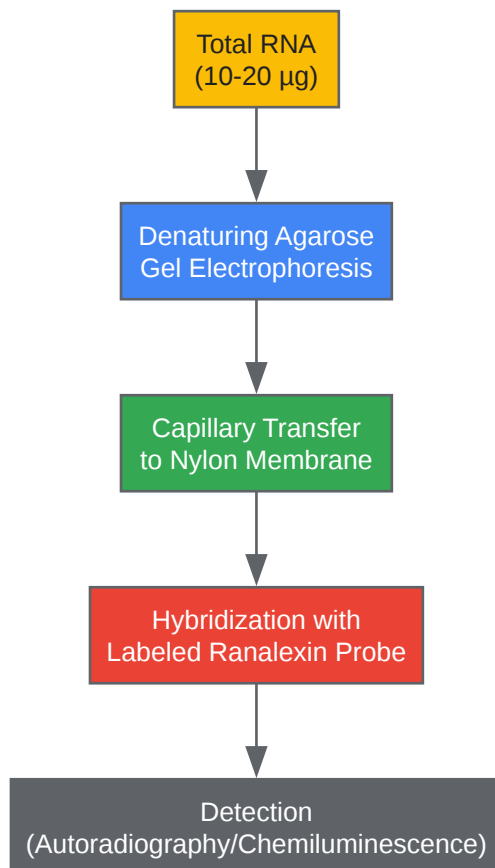 Total RNA
(10-20 µg)
Denaturing Agarose
Gel Electrophoresis
Capillary Transfer
to Nylon Membrane
Hybridization with
Labeled Ranalexin Probe
Detection
(Autoradiography/Chemiluminescence)